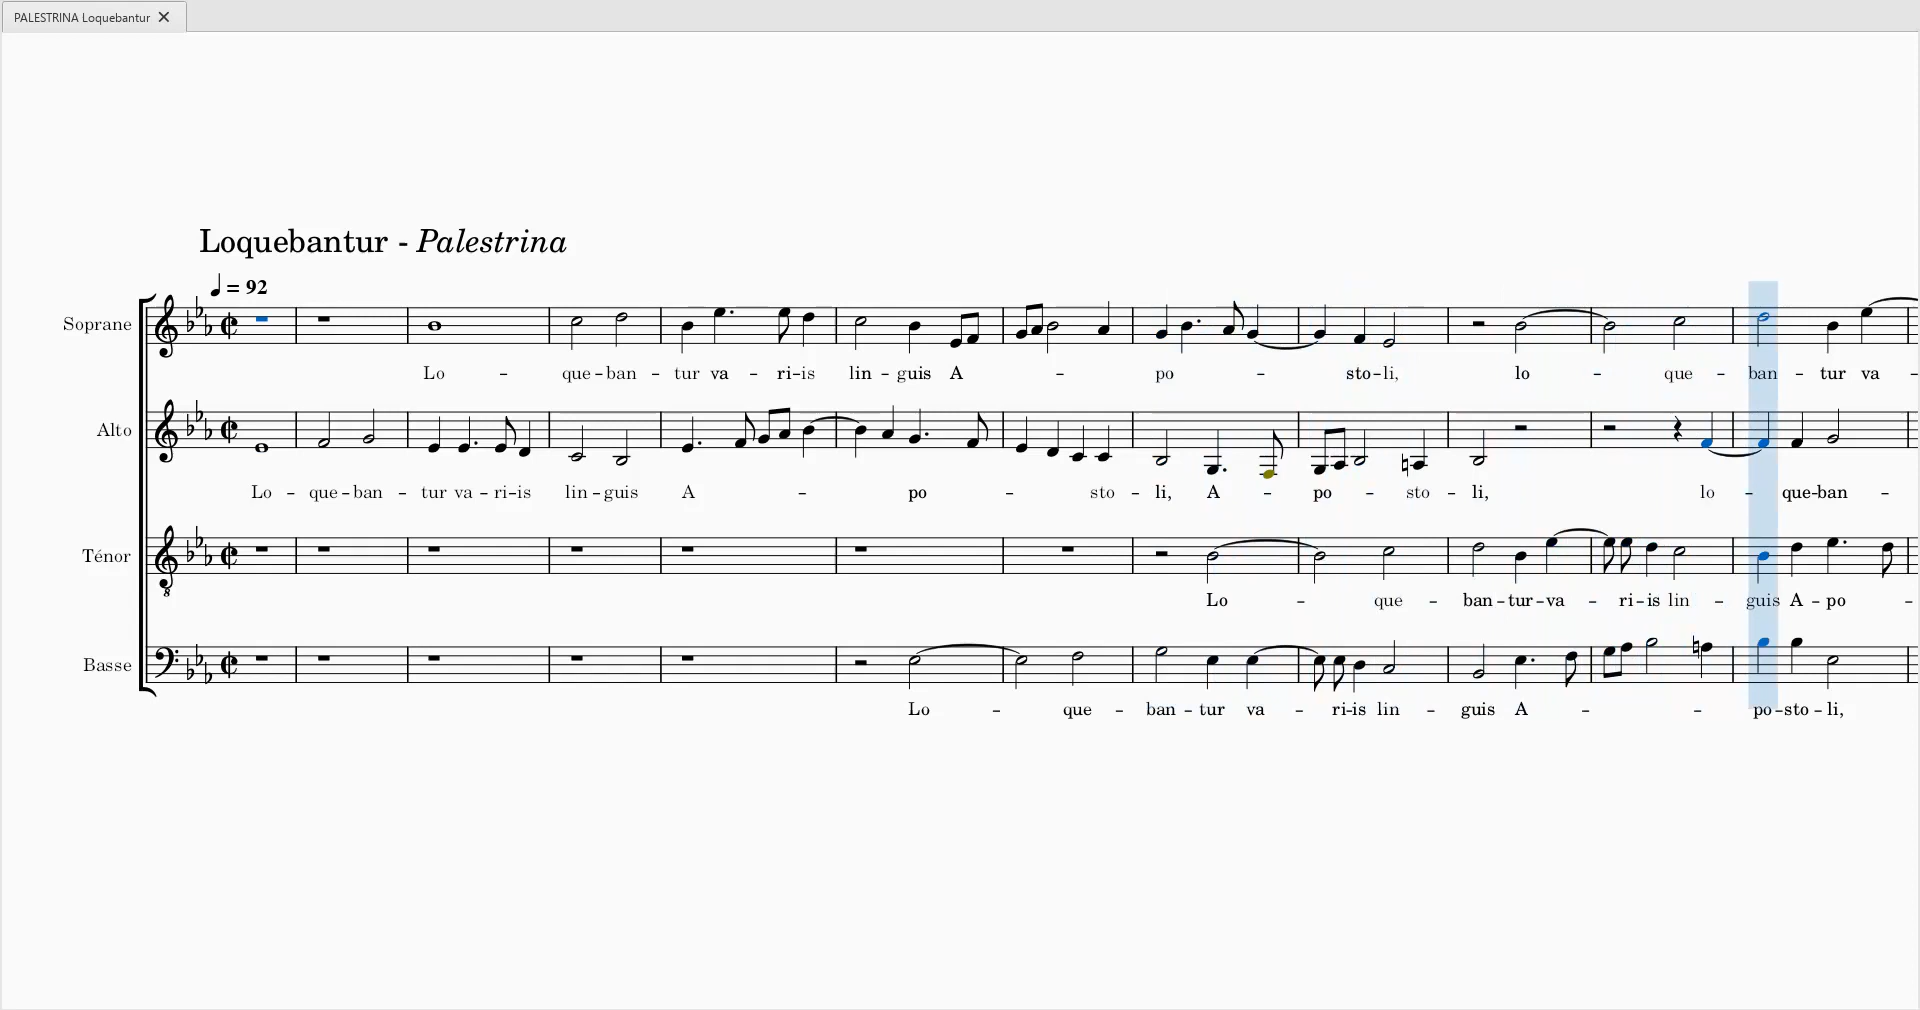 PALESTRINA Loquebantur
Loquebantur - Palestrina
= 92
Soprane
Lo - que - ban - tur va - ri - is lin - guis A - po - sto - li, lo - que - ban - tur va -
Alto
Lo - que - ban - tur va - ri - is lin - guis A - po - sto - li, A - po - sto - li, lo - que - ban -
Ténor
8
Lo - que - ban - tur - va - ri - is lin - guis A - po -
Basse
Lo - que - ban - tur va - ri - is lin - guis A - po - sto - li,